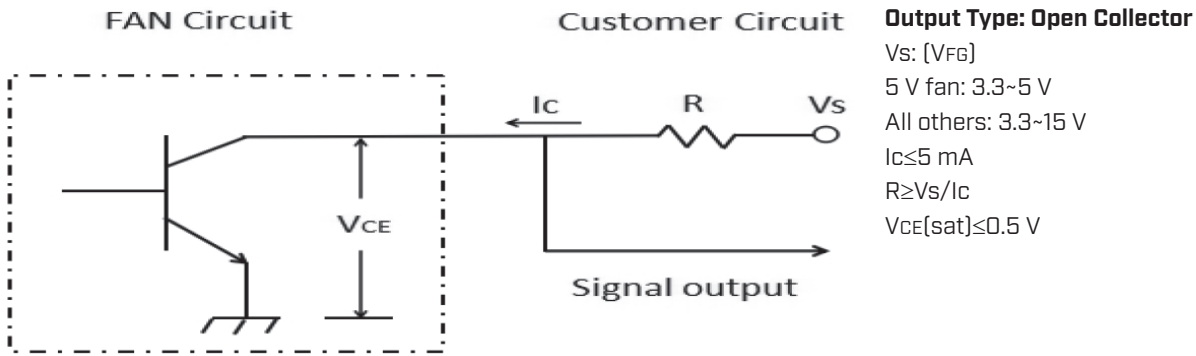 FAN Circuit
Customer Circuit
Ic
R
Vs
VCE
Signal output
Output Type: Open Collector
Vs: (VFG)
5 V fan: 3.3~5 V
All others: 3.3~15 V
Ic≤5 mA
R≥Vs/Ic
VCE(sat)≤0.5 V